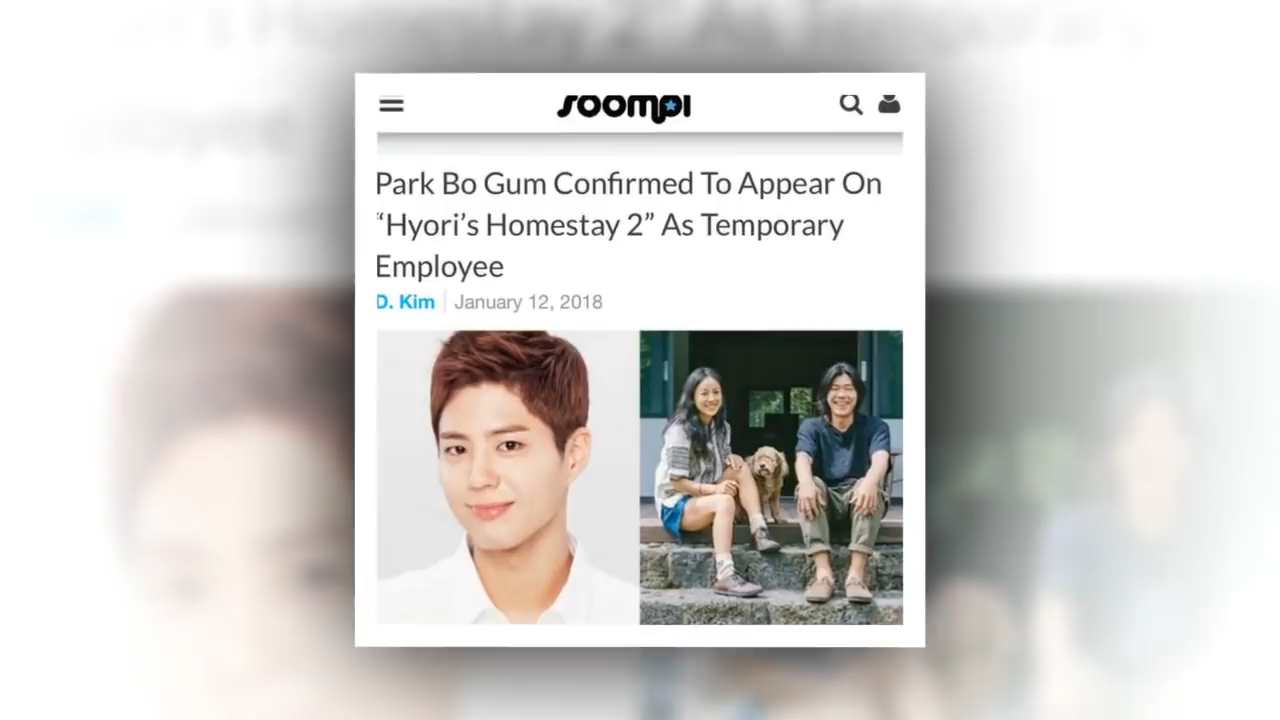 soompi
Park Bo Gum Confirmed To Appear On
“Hyori’s Homestay 2” As Temporary
Employee
D. Kim | January 12, 2018